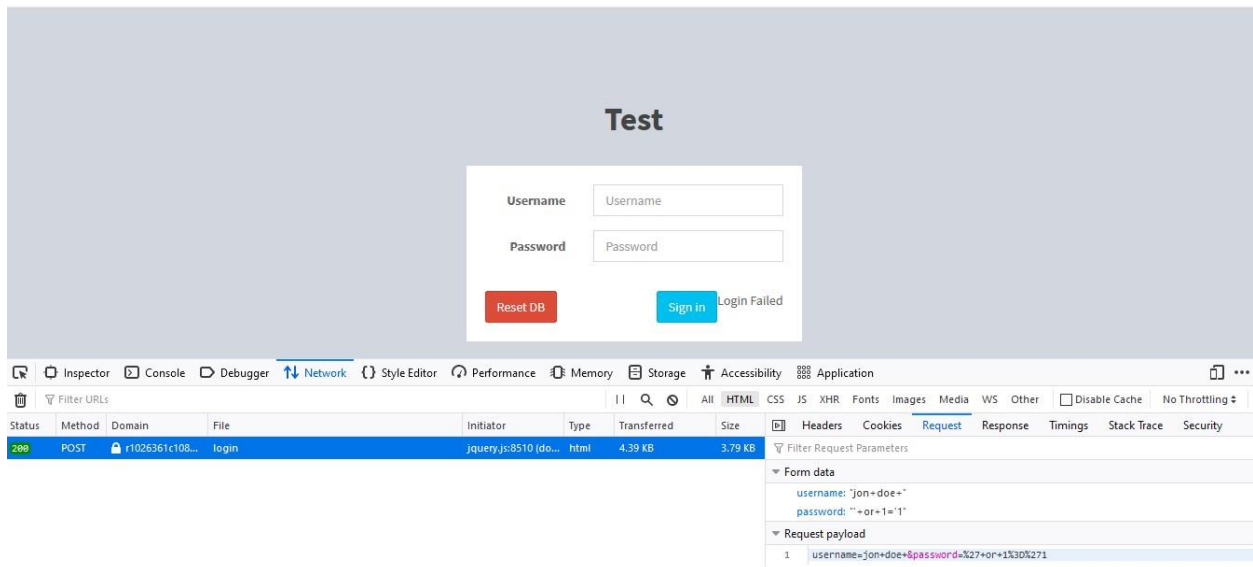 Test
Username Username
Password Password
Reset DB Sign in Login Failed
Inspector Console Debugger Network {} Style Editor Performance Memory Storage Accessibility Application
Filter URLs All HTML CSS JS XHR Fonts Images Media WS Other Disable Cache No Throttling
Status Method Domain File Initiator Type Transferred Size Headers Cookies Request Response Timings Stack Trace Security
200 POST r1026361c108... login jquery.js:8510 (do... html 4.39 KB 3.79 KB Filter Request Parameters
Form data
username: "jon+doe+"
password: "'+or+1='1"
Request payload
1 username=jon+doe+&password=%27+or+1%3D%271